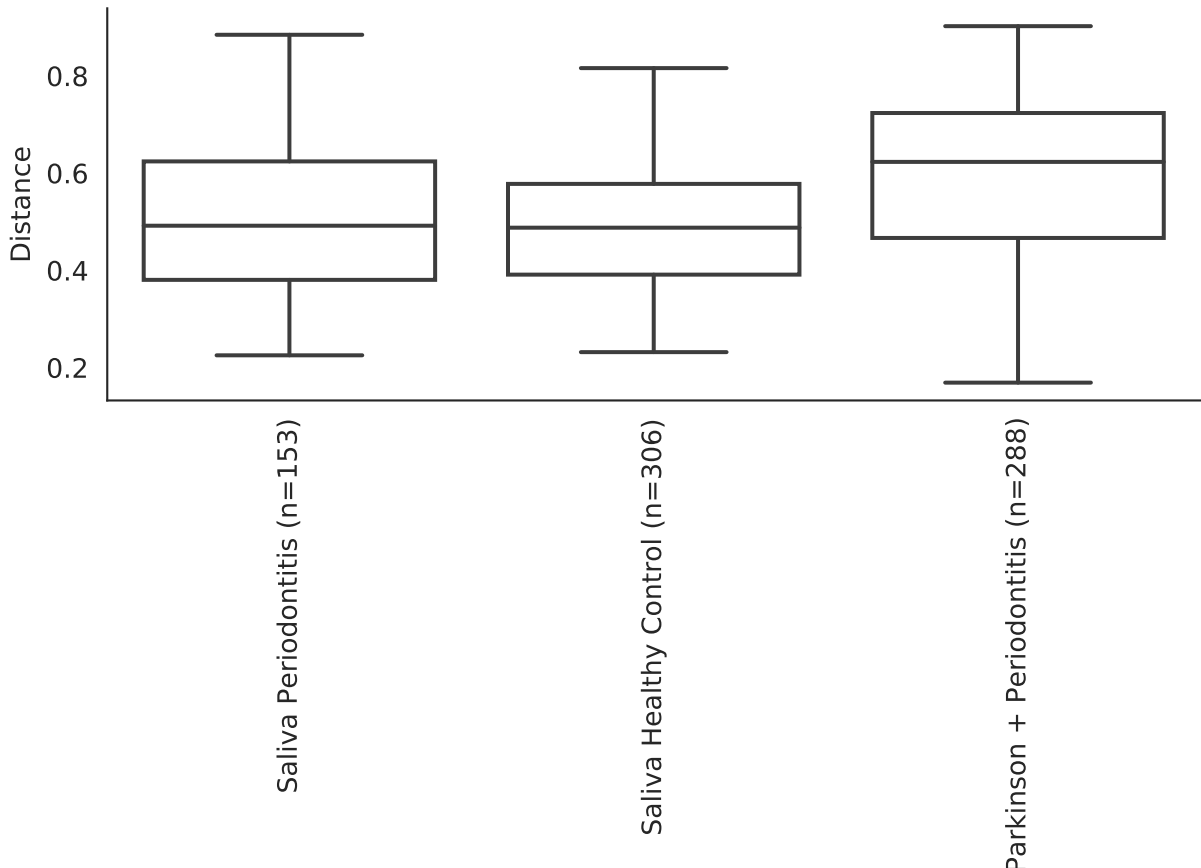 Distance
0.8
0.6
0.4
0.2
Saliva Periodontitis (n=153)
Saliva Healthy Control (n=306)
Parkinson + Periodontitis (n=288)